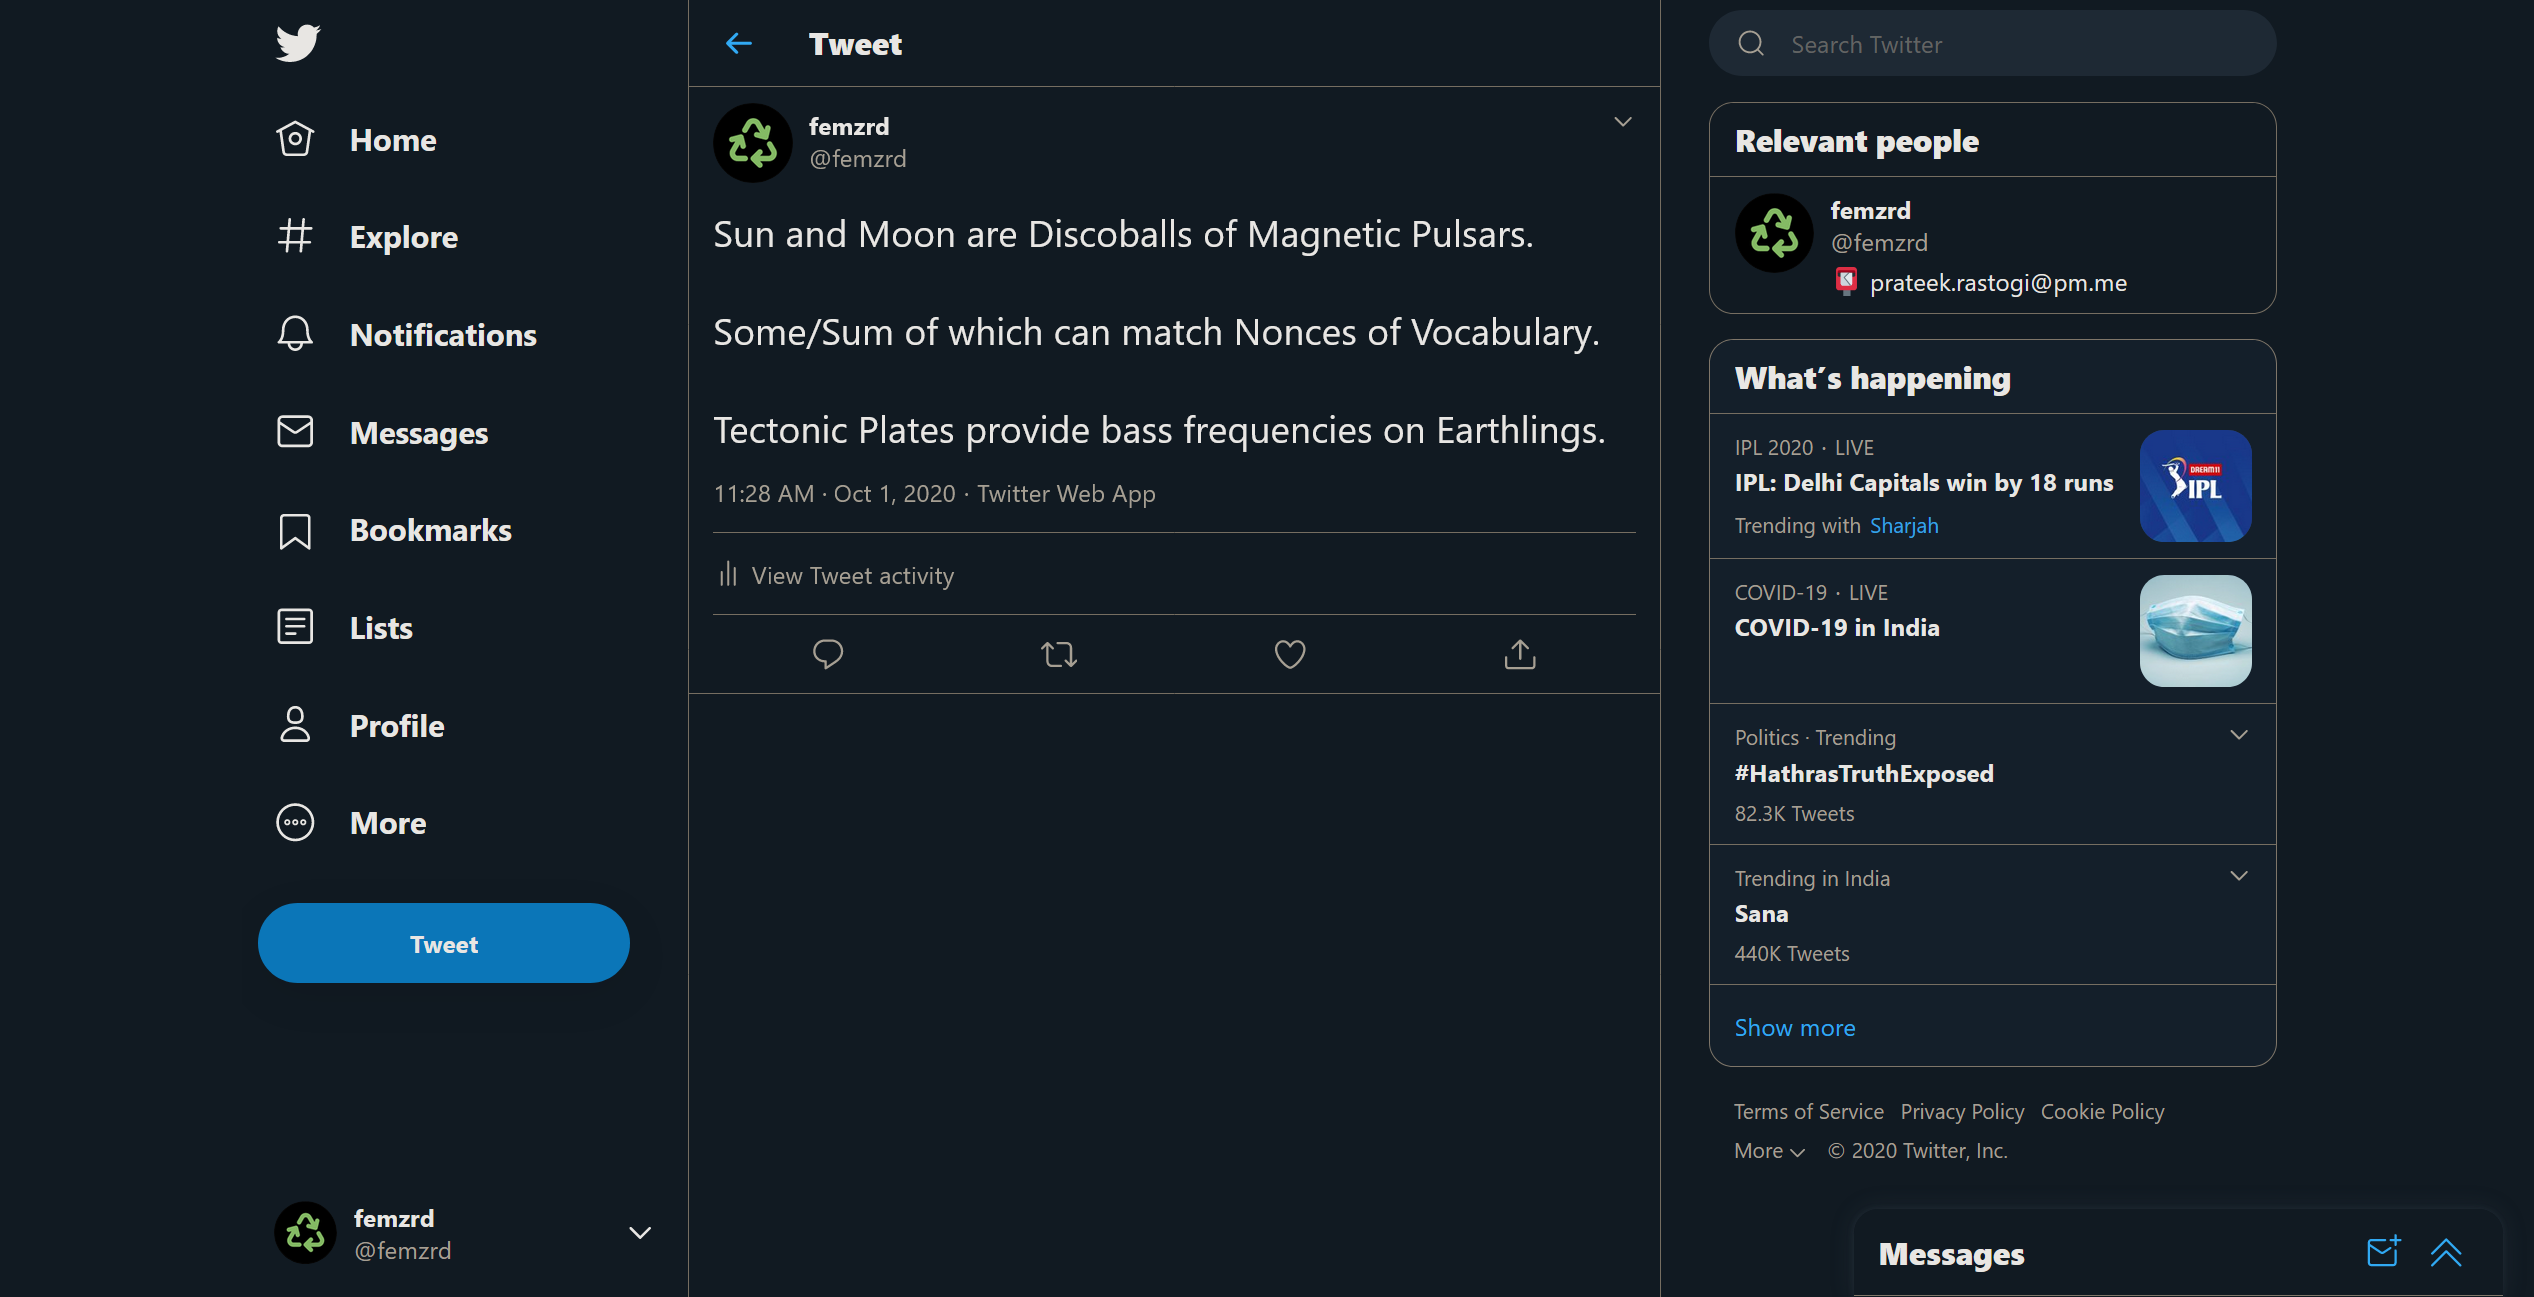 Home
Explore
Notifications
Messages
Bookmarks
Lists
Profile
More
Tweet
femzrd
@femzrd
Tweet
femzrd
@femzrd
Sun and Moon are Discoballs of Magnetic Pulsars.
Some/Sum of which can match Nonces of Vocabulary.
Tectonic Plates provide bass frequencies on Earthlings.
11:28 AM · Oct 1, 2020 · Twitter Web App
View Tweet activity
Search Twitter
Relevant people
femzrd
@femzrd
prateek.rastogi@pm.me
What's happening
IPL 2020 · LIVE
IPL: Delhi Capitals win by 18 runs
Trending with Sharjah
DREAM11
IPL
COVID-19 · LIVE
COVID-19 in India
Politics · Trending
#HathrasTruthExposed
82.3K Tweets
Trending in India
Sana
440K Tweets
Show more
Terms of Service Privacy Policy Cookie Policy
More © 2020 Twitter, Inc.
Messages